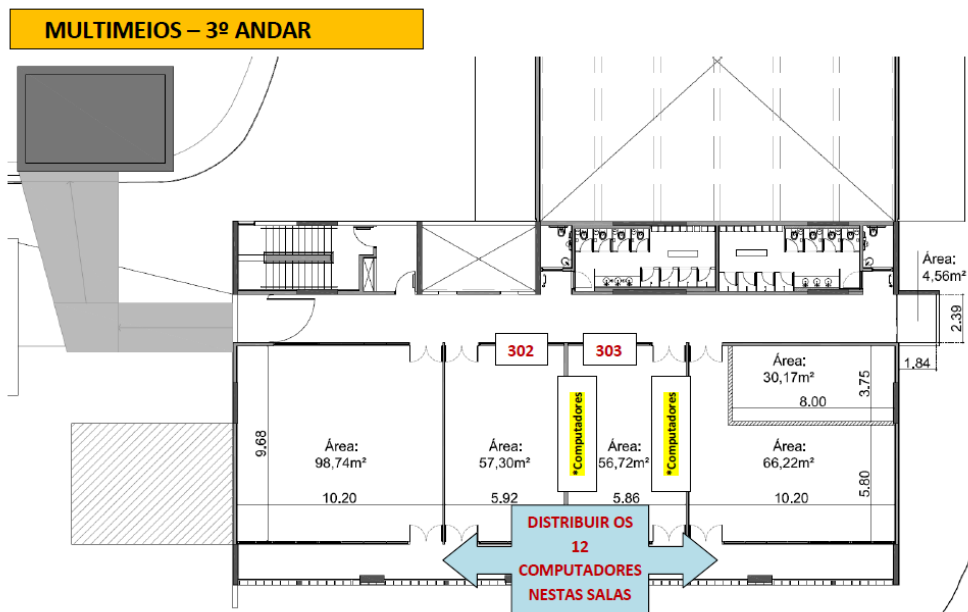 MULTIMEIOS – 3º ANDAR
Área:
4,56m²
2.39
1.84
302
303
Área:
30,17m²
3.75
8.00
9.68
Área:
98,74m²
10.20
Área:
57,30m²
5.92
*Computadores
Área:
56,72m²
5.86
*Computadores
Área:
66,22m²
10.20
5.80
DISTRIBUIR OS
12
COMPUTADORES
NESTAS SALAS